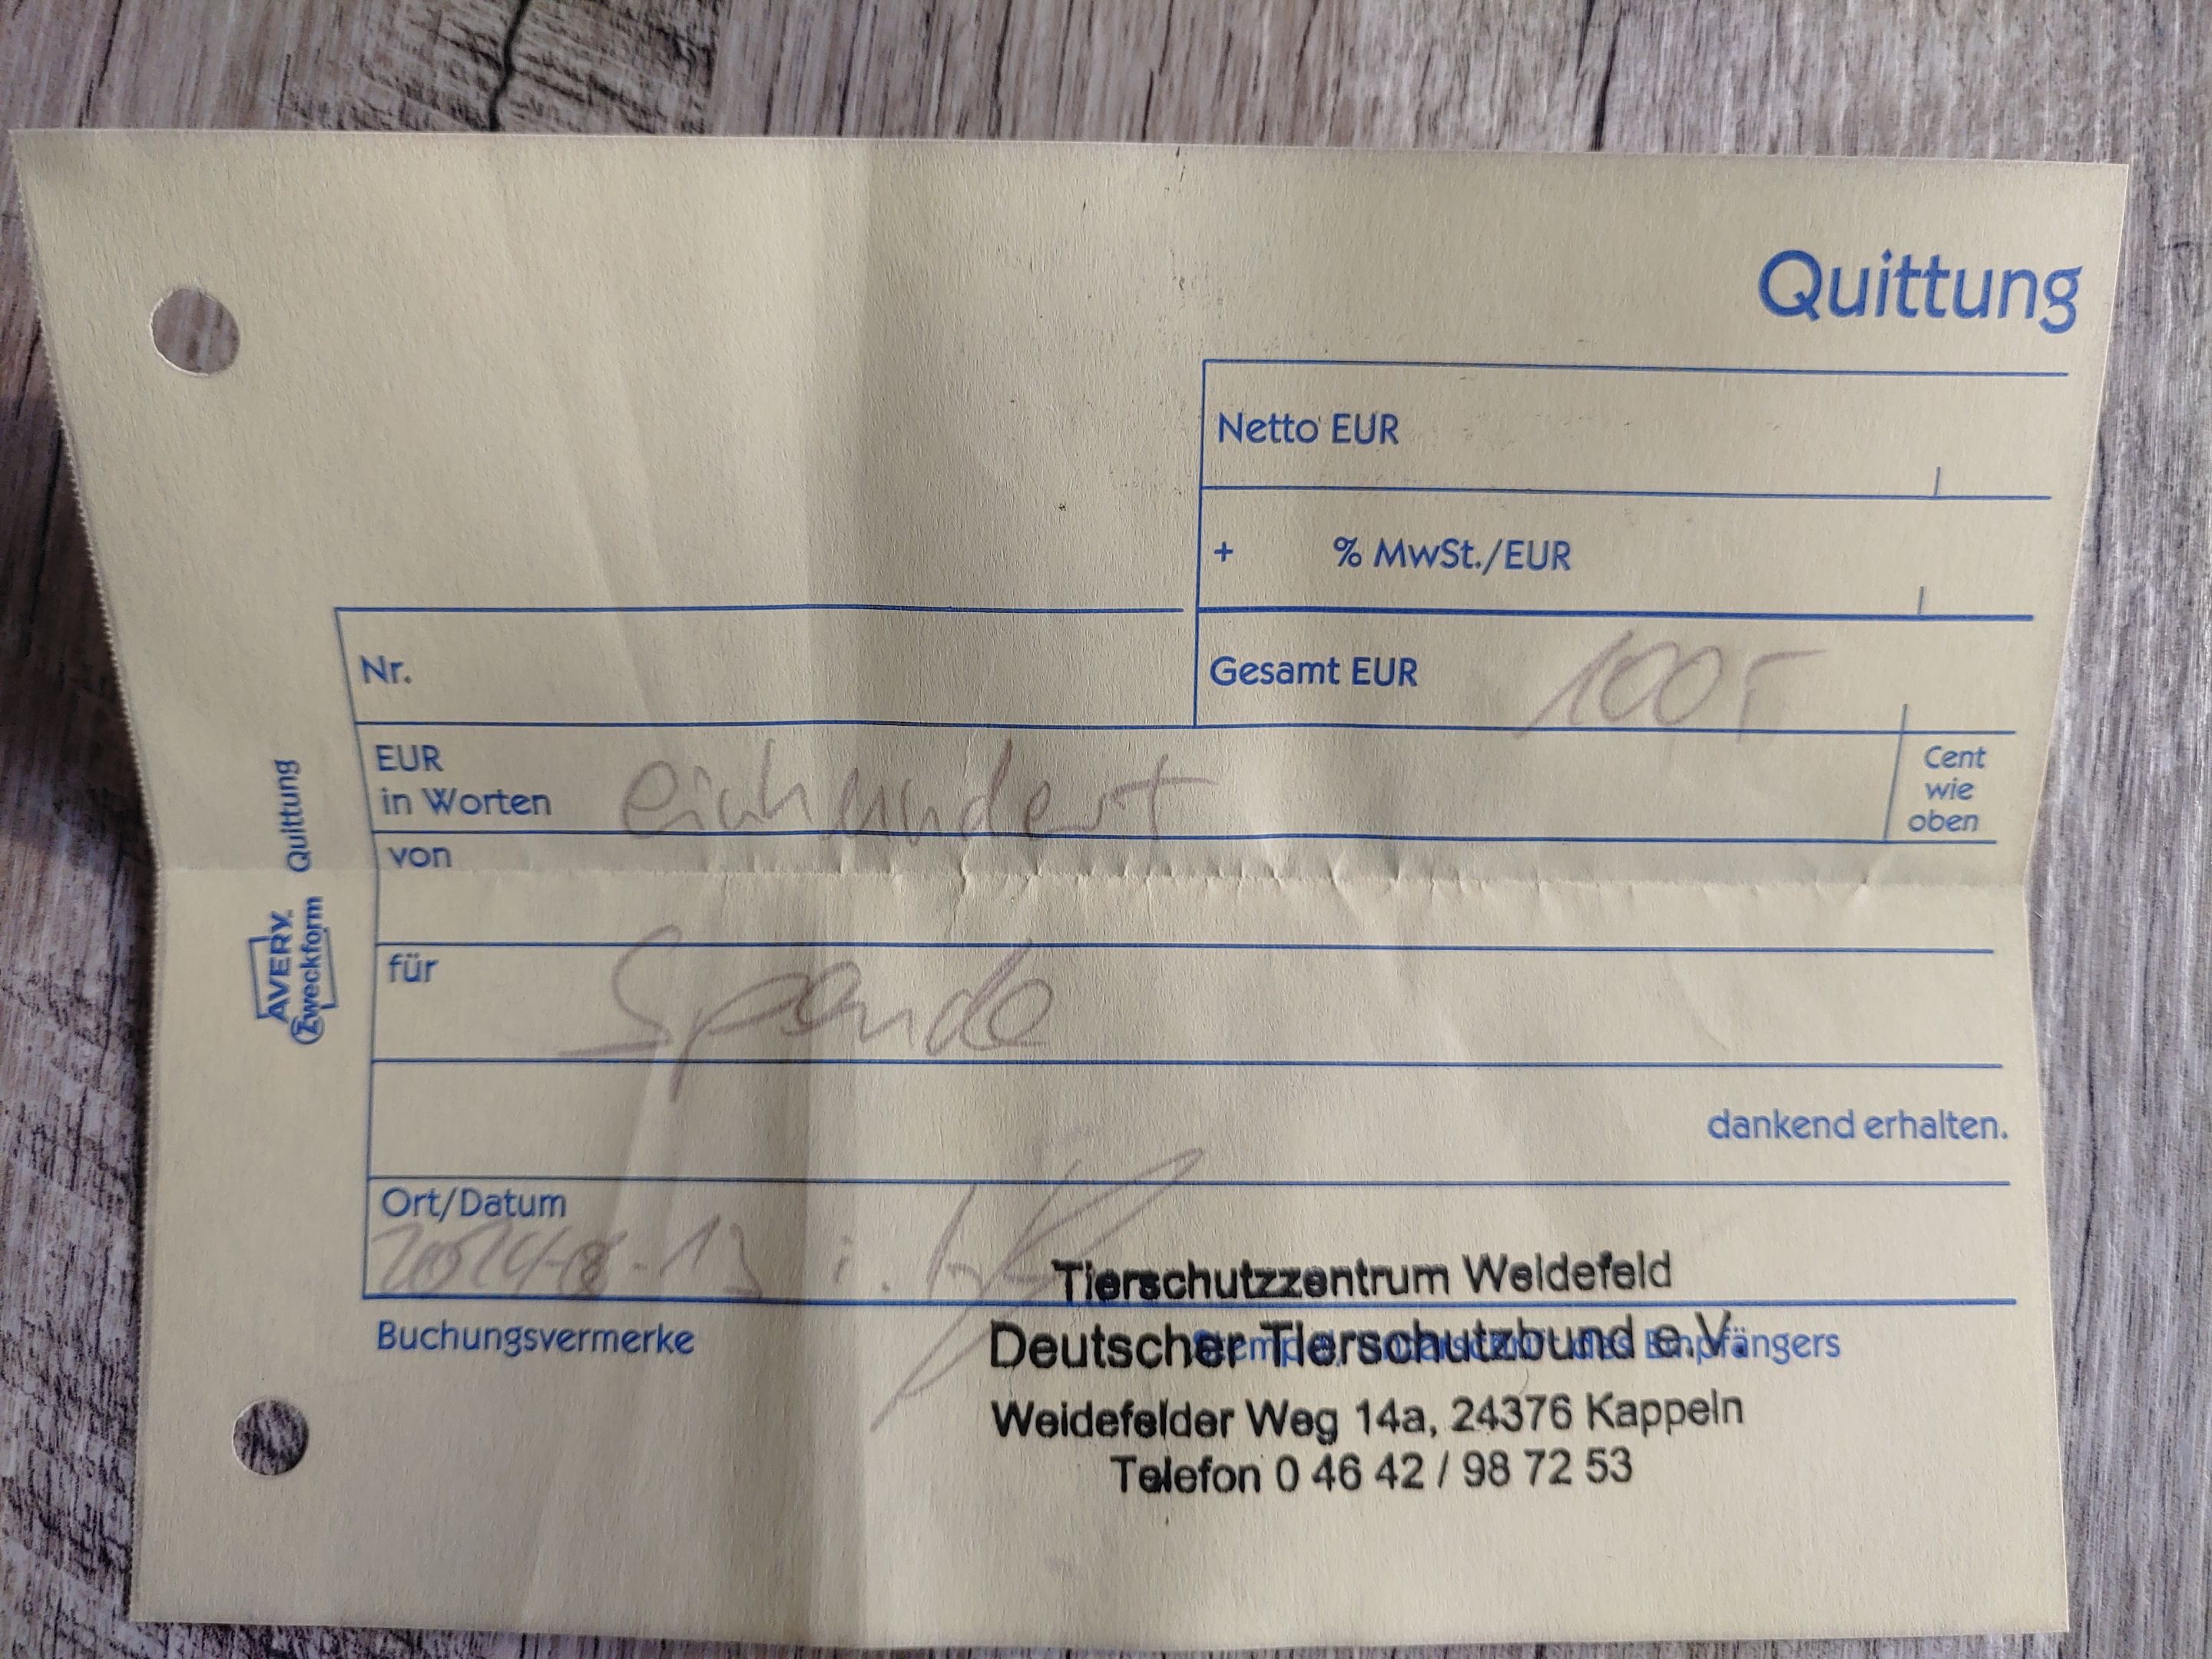 Quittung
Netto EUR
+ % MwSt./EUR
Nr.
Gesamt EUR 100,-
EUR
in Worten einhundert
Cent
wie
oben
von
für Spende
dankend erhalten.
Ort/Datum
i. A.
Tierschutzzentrum Weidefeld
Buchungsvermerke
Deutscher Tierschutzbund e.V.
Empfängers
Weidefelder Weg 14a, 24376 Kappeln
Telefon 0 46 42 / 98 72 53
AVERY Zweckform Quittung